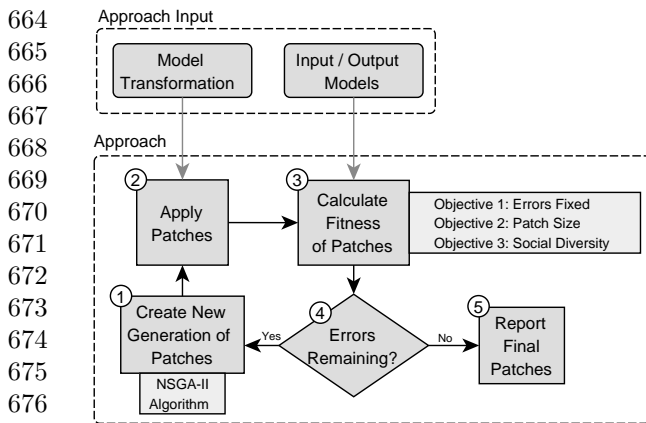 664
665
666
667
668
669
670
671
672
673
674
675
676
Approach Input
Model
Transformation
Input / Output
Models
Approach
2
Apply
Patches
3
Calculate
Fitness
of Patches
Objective 1: Errors Fixed
Objective 2: Patch Size
Objective 3: Social Diversity
1
Create New
Generation of
Patches
NSGA-II
Algorithm
Yes
4
Errors
Remaining?
No
5
Report
Final
Patches